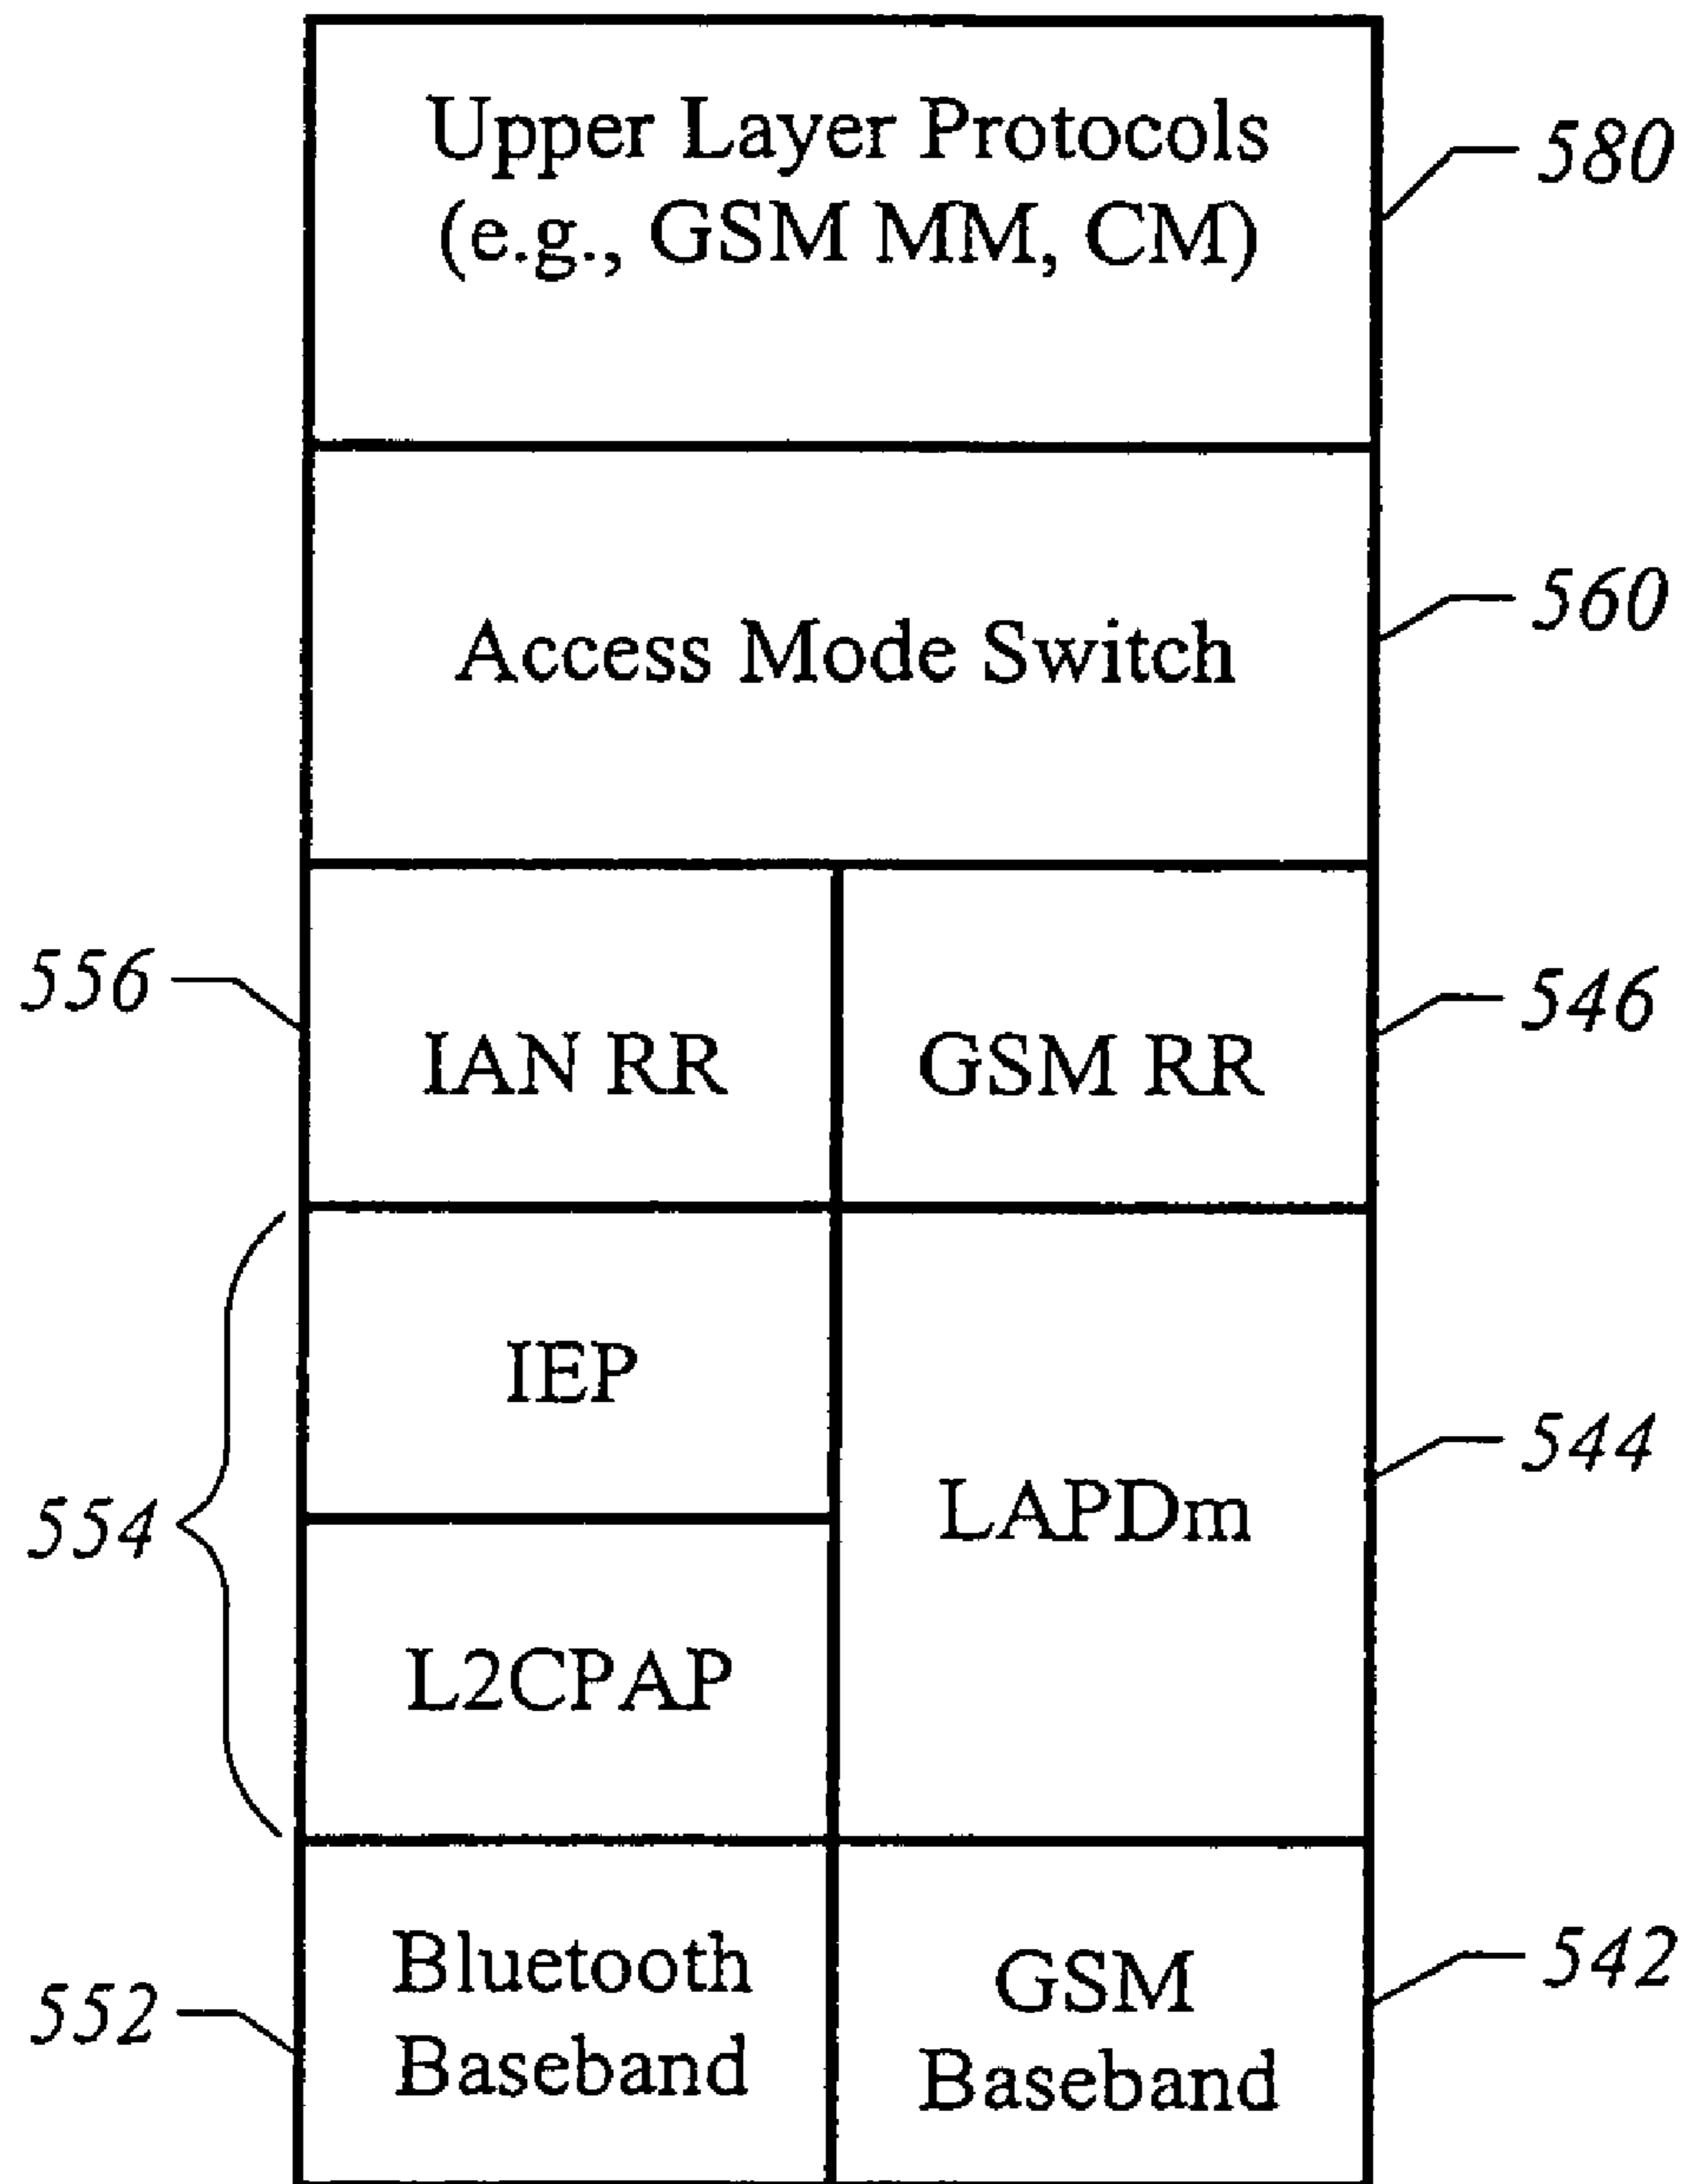 Upper Layer Protocols
(e.g., GSM MM, CM)
580
Access Mode Switch
560
556
IAN RR
GSM RR
546
IEP
554
LAPDm
544
L2CPAP
552
Bluetooth
Baseband
GSM
Baseband
542